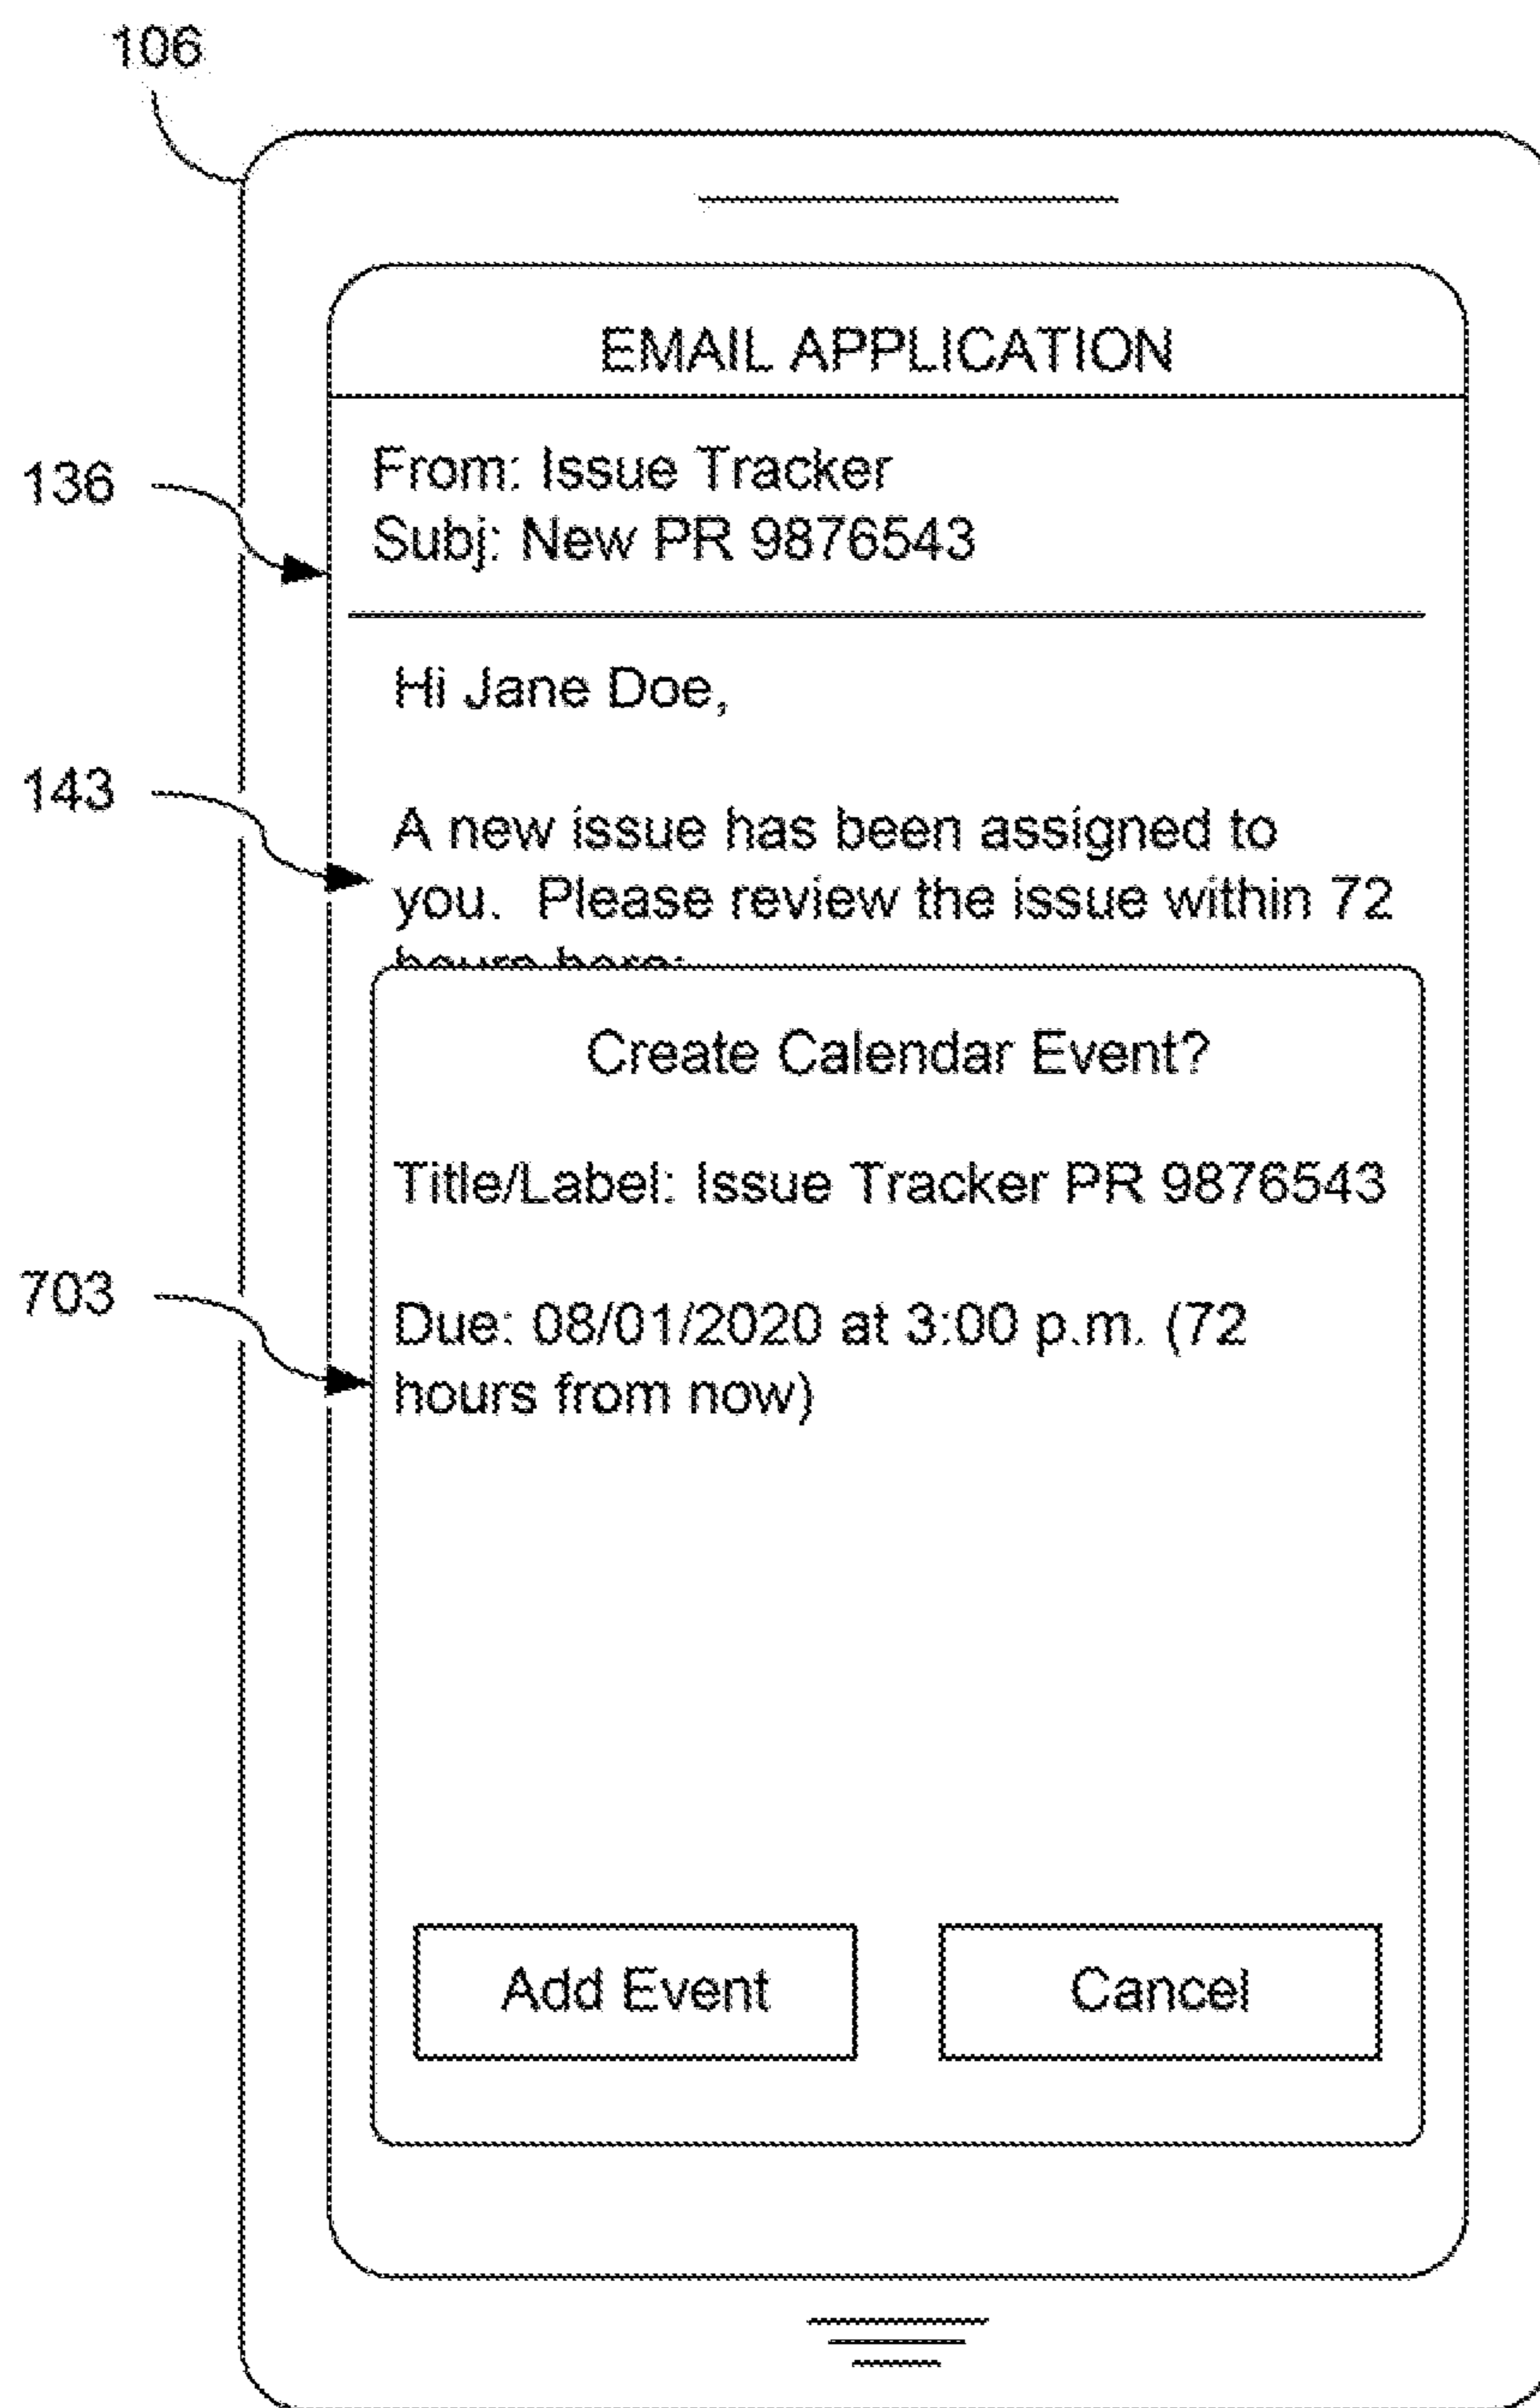 106
EMAIL APPLICATION
136
From: Issue Tracker
Subj: New PR 9876543
Hi Jane Doe,
143
A new issue has been assigned to
you. Please review the issue within 72
hours here:
Create Calendar Event?
Title/Label: Issue Tracker PR 9876543
703
Due: 08/01/2020 at 3:00 p.m. (72
hours from now)
Add Event
Cancel